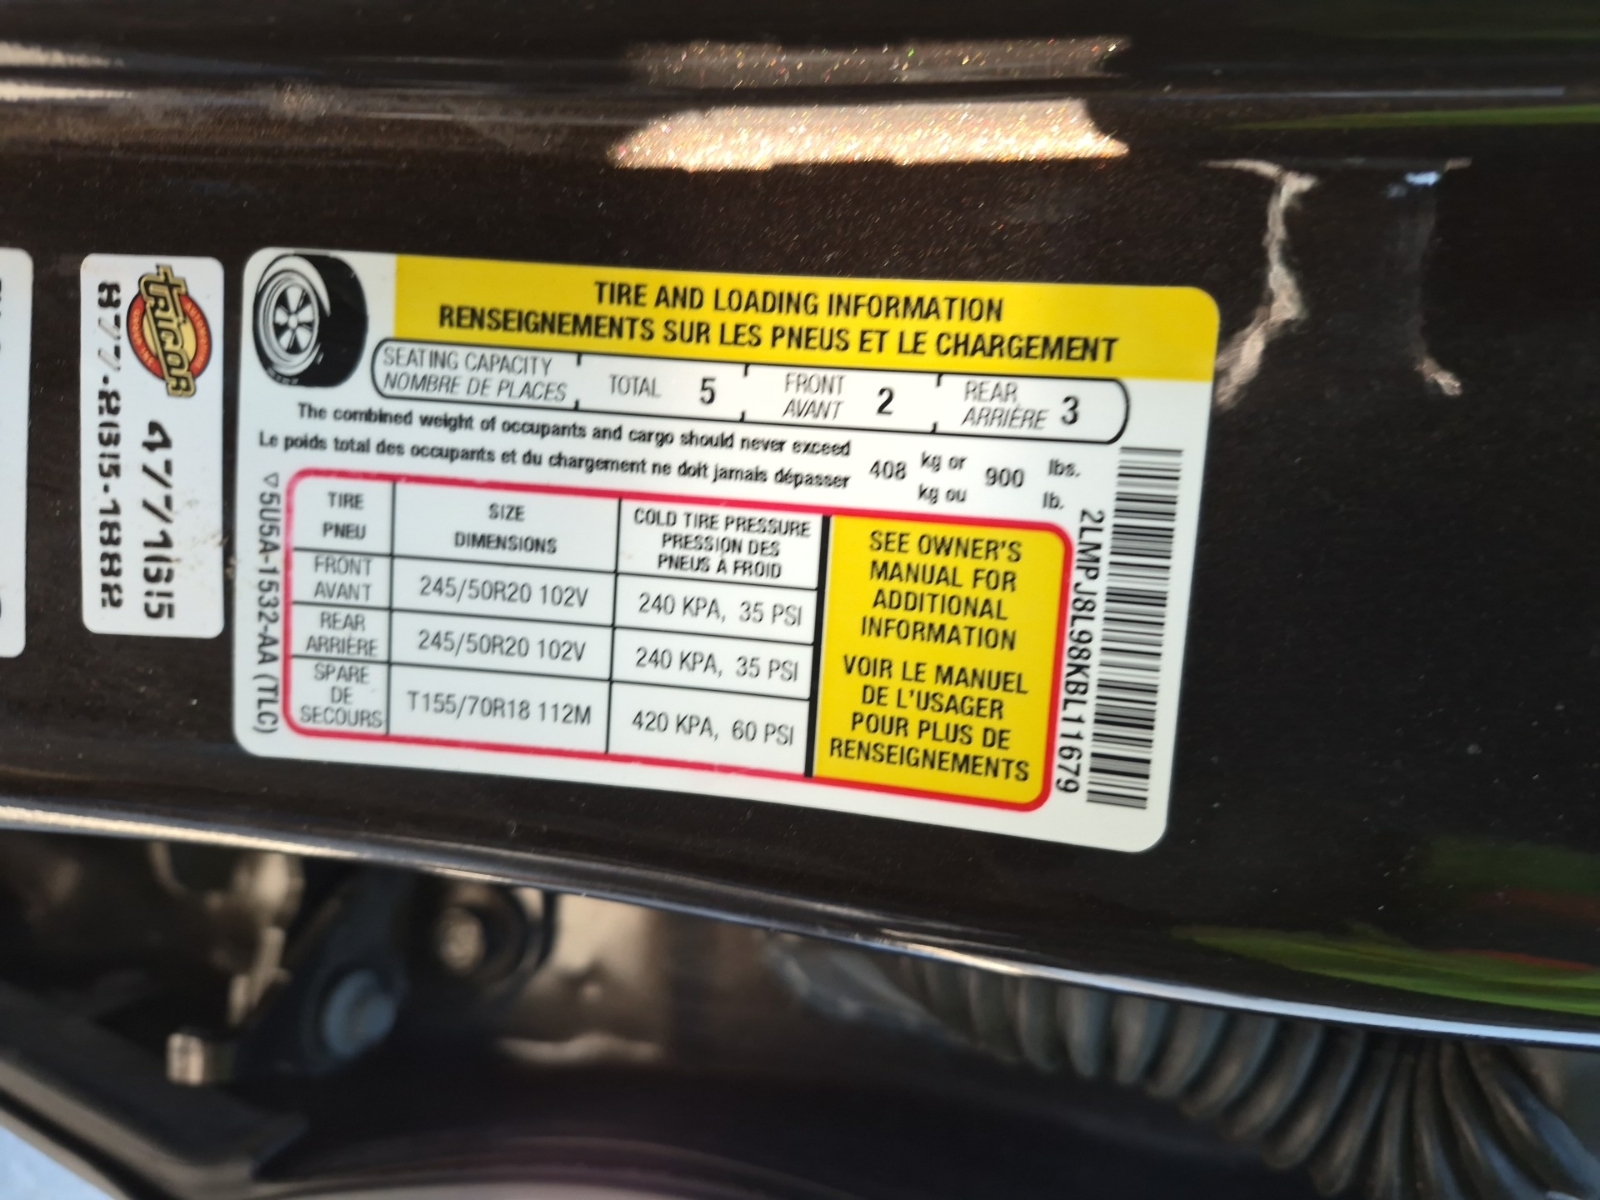 tricor
877-2BIS-1882
4771615
TIRE AND LOADING INFORMATION
RENSEIGNEMENTS SUR LES PNEUS ET LE CHARGEMENT
SEATING CAPACITY
NOMBRE DE PLACES
TOTAL 5
FRONT
AVANT
2
REAR
ARRIÈRE
3
The combined weight of occupants and cargo should never exceed
Le poids total des occupants et du chargement ne doit jamais dépasser
408 kg or 900 lbs.
kg ou lb.
TIRE
PNEU
SIZE
DIMENSIONS
COLD TIRE PRESSURE
PRESSION DES
PNEUS À FROID
FRONT
AVANT
245/50R20 102V
240 KPA, 35 PSI
REAR
ARRIÈRE
245/50R20 102V
240 KPA, 35 PSI
SPARE
DE
SECOURS
T155/70R18 112M
420 KPA, 60 PSI
SEE OWNER'S
MANUAL FOR
ADDITIONAL
INFORMATION
VOIR LE MANUEL
DE L'USAGER
POUR PLUS DE
RENSEIGNEMENTS
▽5U5A-1532-AA (TLC)
2LMPJ8L98KBL11679